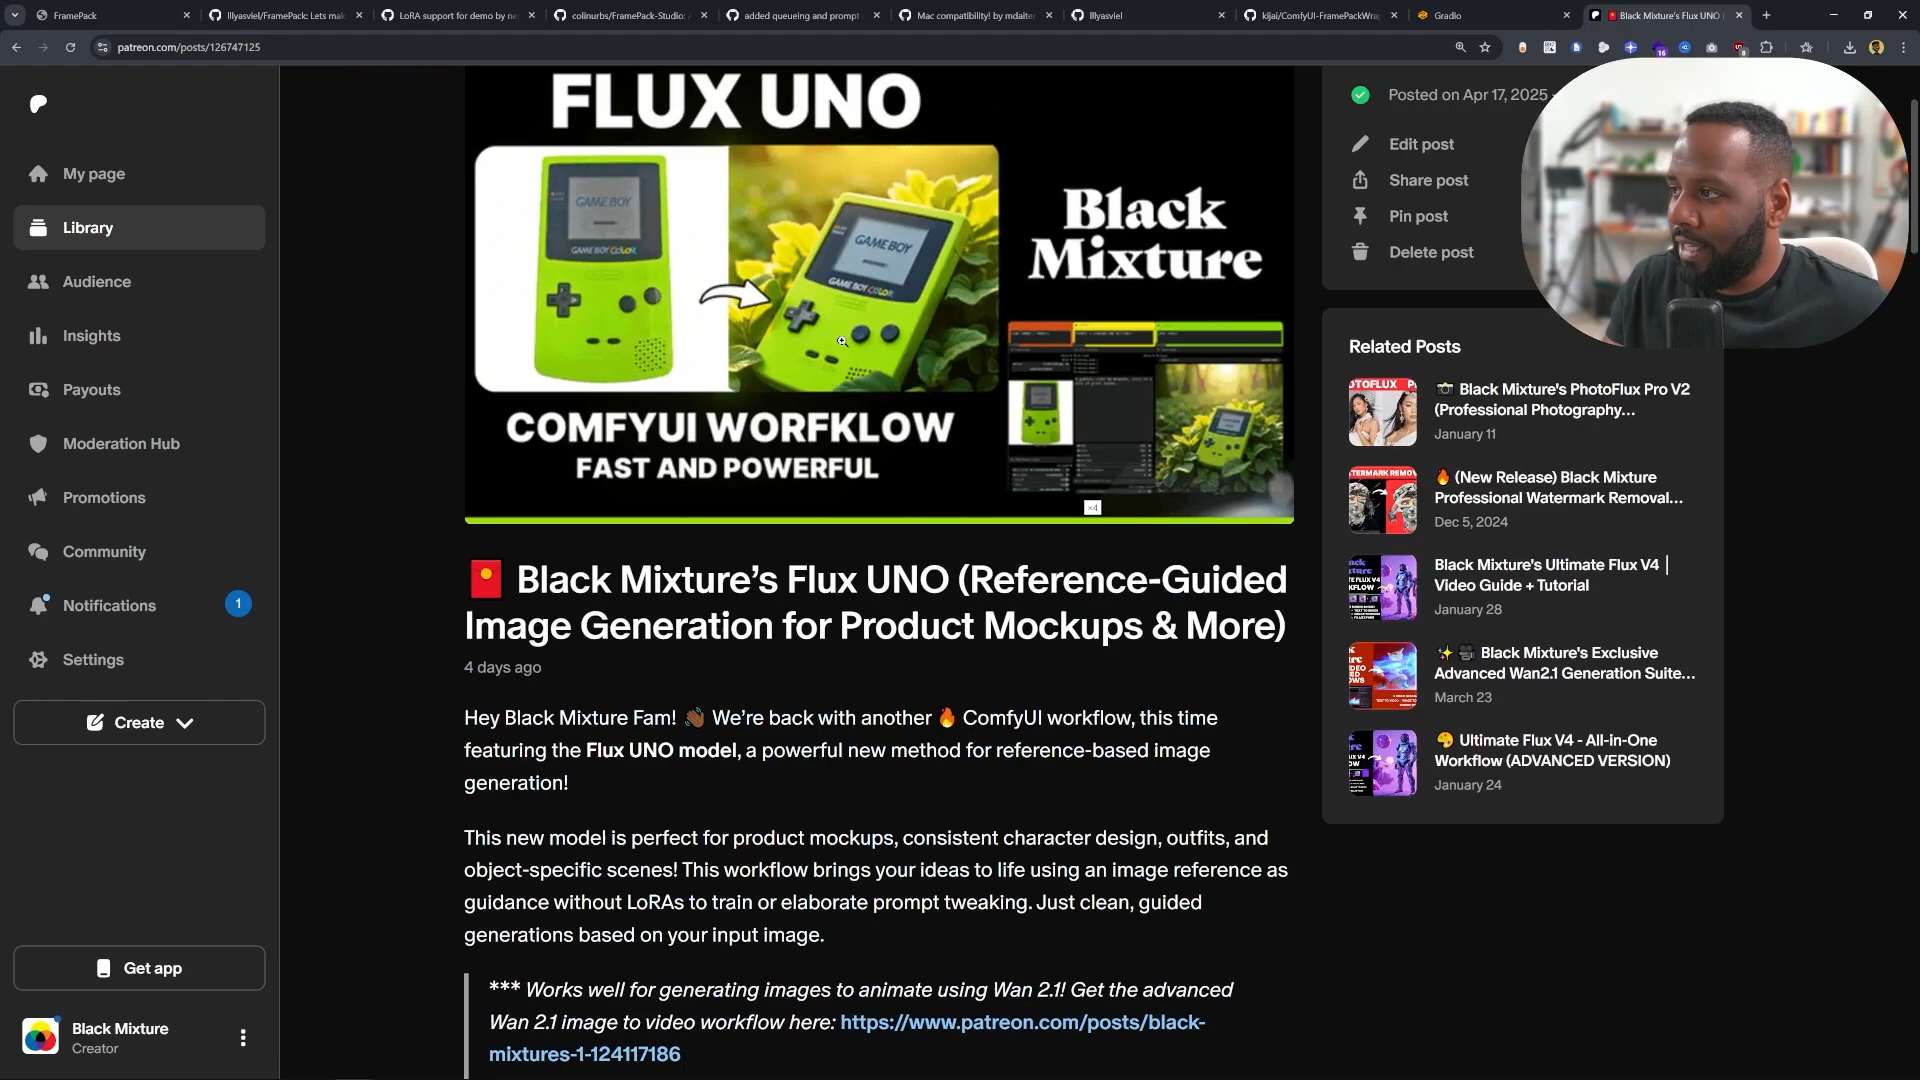 FramePack
lllyasviel/FramePack: Lets mak
LoRA support for demo by ne
colinurbs/FramePack-Studio:
added queueing and prompt
Mac compatibility! by mdaiter
lllyasviel
kijai/ComfyUI-FramePackWra
Gradio
Black Mixture's Flux UNO
patreon.com/posts/126747125
16
8
My page
Library
Audience
Insights
Payouts
Moderation Hub
Promotions
Community
Notifications
1
Settings
Create
Get app
Black Mixture
Creator
FLUX UNO
GAME BOY
GAME BOY COLOR
GAME BOY
GAME BOY COLOR
Black
Mixture
COMFYUI WORFKLOW
FAST AND POWERFUL
x4
Black Mixture’s Flux UNO (Reference-Guided
Image Generation for Product Mockups & More)
4 days ago
Hey Black Mixture Fam! 👋🏾 We’re back with another 🔥 ComfyUI workflow, this time
featuring the Flux UNO model, a powerful new method for reference-based image
generation!
This new model is perfect for product mockups, consistent character design, outfits, and
object-specific scenes! This workflow brings your ideas to life using an image reference as
guidance without LoRAs to train or elaborate prompt tweaking. Just clean, guided
generations based on your input image.
*** Works well for generating images to animate using Wan 2.1! Get the advanced
Wan 2.1 image to video workflow here: https://www.patreon.com/posts/black-
mixtures-1-124117186
Posted on Apr 17, 2025
Edit post
Share post
Pin post
Delete post
Related Posts
📷 Black Mixture's PhotoFlux Pro V2
(Professional Photography...
January 11
🔥 (New Release) Black Mixture
Professional Watermark Removal...
Dec 5, 2024
Black Mixture's Ultimate Flux V4 |
Video Guide + Tutorial
January 28
✨🎥 Black Mixture's Exclusive
Advanced Wan2.1 Generation Suite...
March 23
🎨 Ultimate Flux V4 - All-in-One
Workflow (ADVANCED VERSION)
January 24